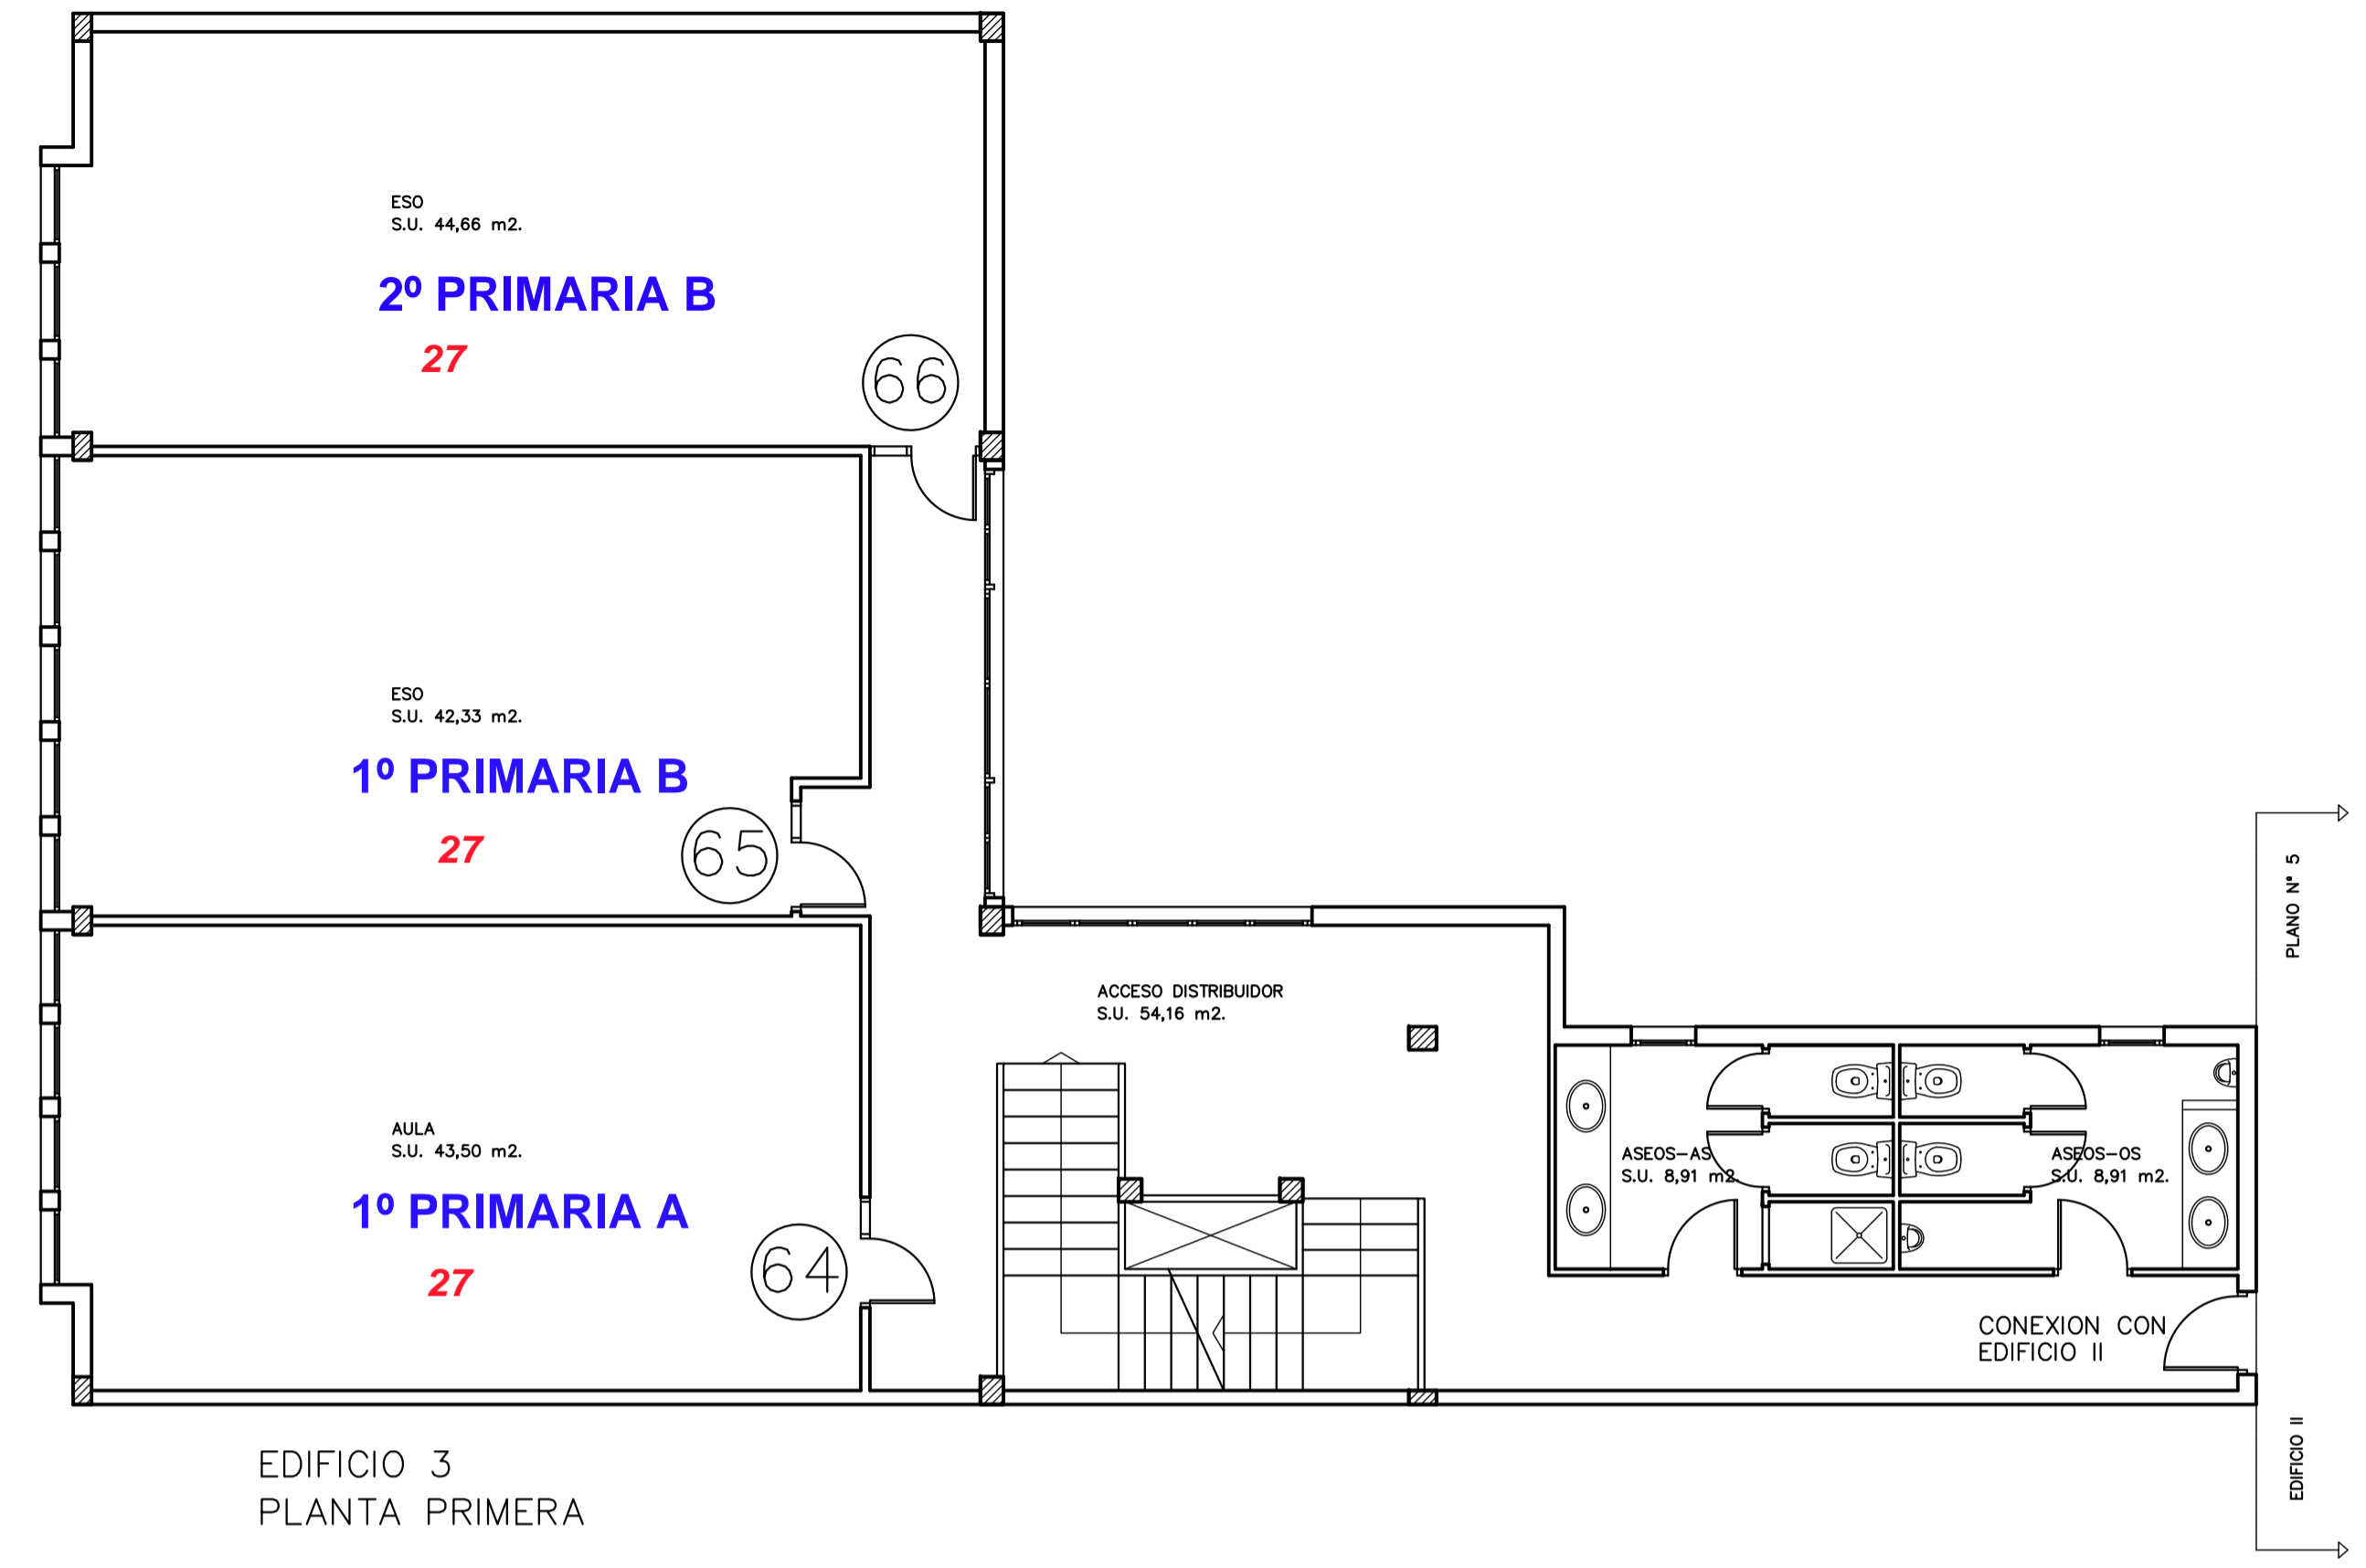 ESO
S.U. 44,66 m2.
2º PRIMARIA B
27
66
ESO
S.U. 42,33 m2.
1º PRIMARIA B
27
65
PLANO Nº 5
ACCESO DISTRIBUIDOR
S.U. 54,16 m2.
AULA
S.U. 43,50 m2.
1º PRIMARIA A
27
64
ASEOS-AS
S.U. 8,91 m2.
ASEOS-OS
S.U. 8,91 m2.
CONEXION CON
EDIFICIO II
EDIFICIO II
EDIFICIO 3
PLANTA PRIMERA